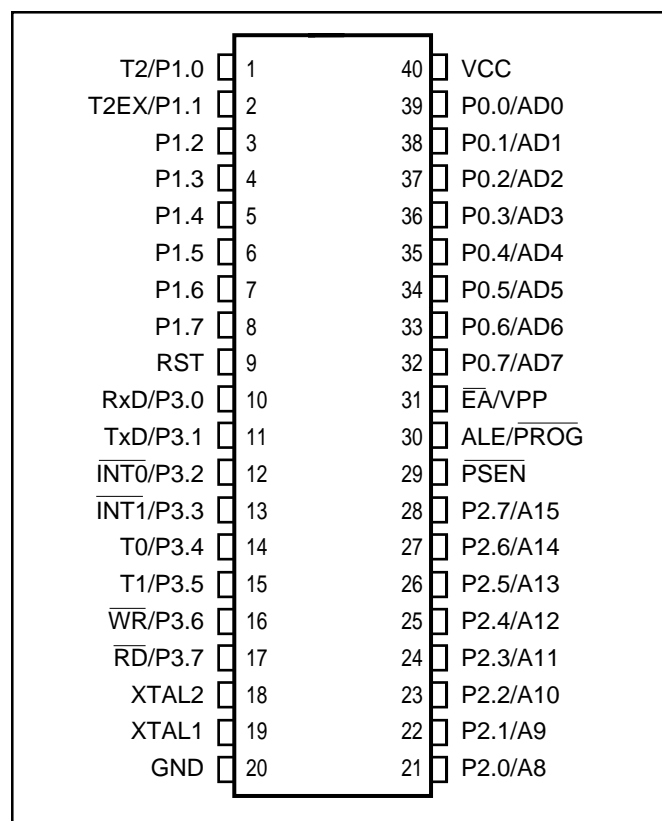 T2/P1.0 1 40 VCC
T2EX/P1.1 2 39 P0.0/AD0
P1.2 3 38 P0.1/AD1
P1.3 4 37 P0.2/AD2
P1.4 5 36 P0.3/AD3
P1.5 6 35 P0.4/AD4
P1.6 7 34 P0.5/AD5
P1.7 8 33 P0.6/AD6
RST 9 32 P0.7/AD7
RxD/P3.0 10 31 E̅A̅/VPP
TxD/P3.1 11 30 ALE/P̅R̅O̅G̅
I̅N̅T̅0̅/P3.2 12 29 P̅S̅E̅N̅
I̅N̅T̅1̅/P3.3 13 28 P2.7/A15
T0/P3.4 14 27 P2.6/A14
T1/P3.5 15 26 P2.5/A13
W̅R̅/P3.6 16 25 P2.4/A12
R̅D̅/P3.7 17 24 P2.3/A11
XTAL2 18 23 P2.2/A10
XTAL1 19 22 P2.1/A9
GND 20 21 P2.0/A8